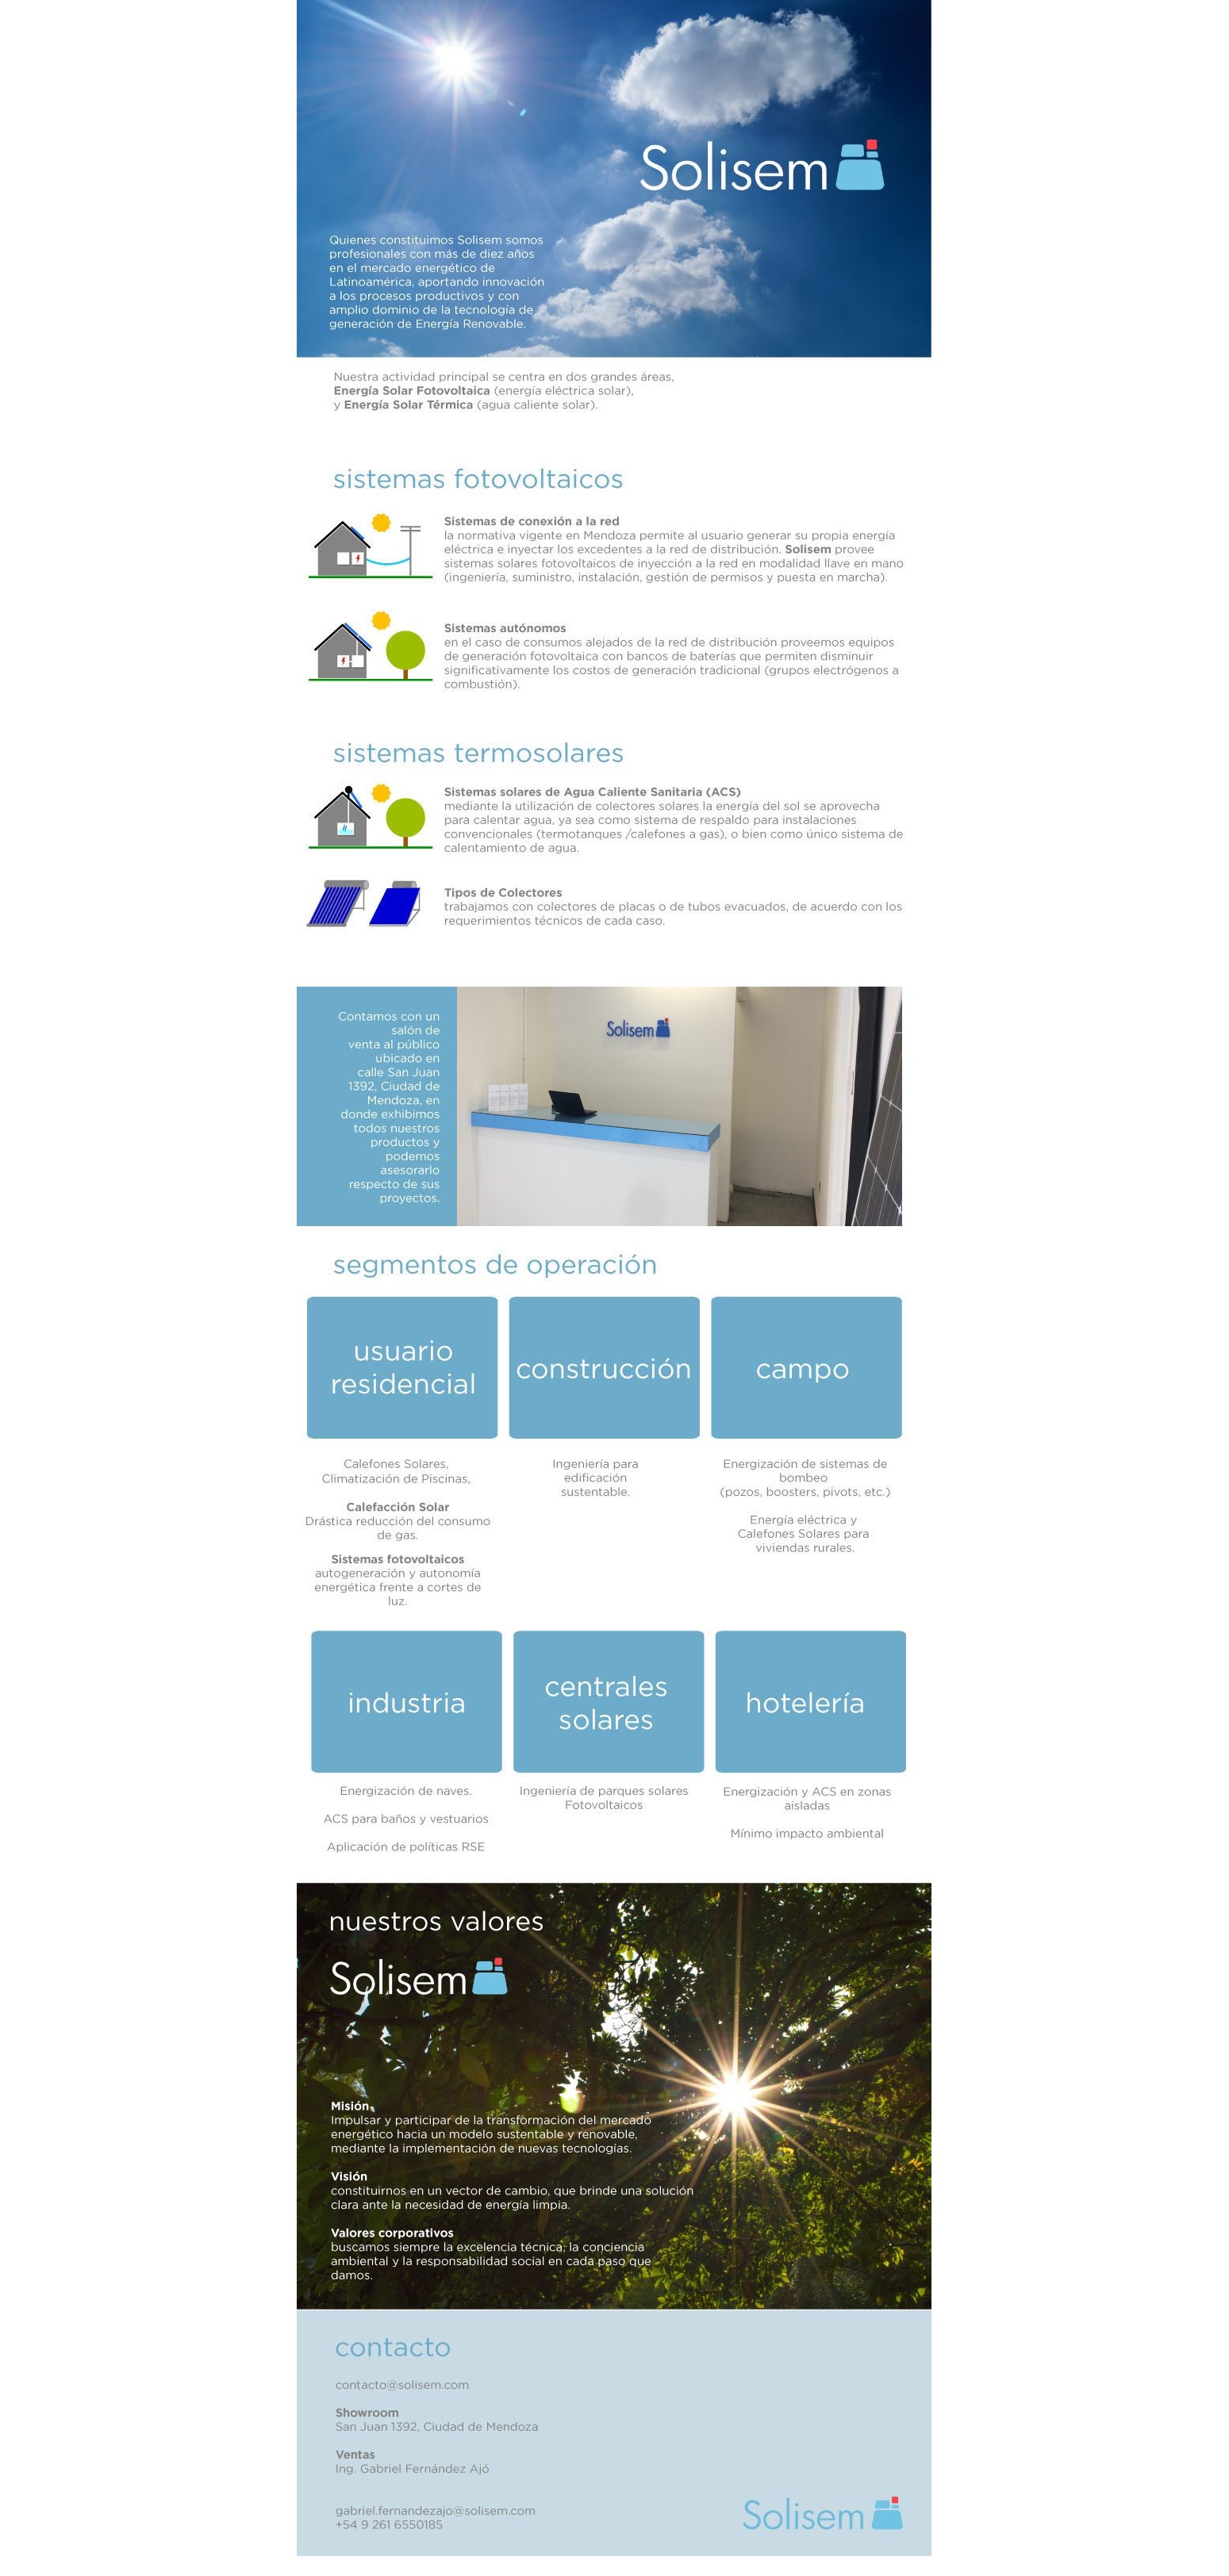 Solisem
Quienes constituimos Solisem somos
profesionales con más de diez años
en el mercado energético de
Latinoamérica, aportando innovación
a los procesos productivos y con
amplio dominio de la tecnología de
generación de Energía Renovable.
Nuestra actividad principal se centra en dos grandes áreas,
Energía Solar Fotovoltaica (energía eléctrica solar),
y Energía Solar Térmica (agua caliente solar).
sistemas fotovoltaicos
Sistemas de conexión a la red
la normativa vigente en Mendoza permite al usuario generar su propia energía
eléctrica e inyectar los excedentes a la red de distribución. Solisem provee
sistemas solares fotovoltaicos de inyección a la red en modalidad llave en mano
(ingeniería, suministro, instalación, gestión de permisos y puesta en marcha).
Sistemas autónomos
en el caso de consumos alejados de la red de distribución proveemos equipos
de generación fotovoltaica con bancos de baterías que permiten disminuir
significativamente los costos de generación tradicional (grupos electrógenos a
combustión).
sistemas termosolares
Sistemas solares de Agua Caliente Sanitaria (ACS)
mediante la utilización de colectores solares la energía del sol se aprovecha
para calentar agua, ya sea como sistema de respaldo para instalaciones
convencionales (termotanques /calefones a gas), o bien como único sistema de
calentamiento de agua.
Tipos de Colectores
trabajamos con colectores de placas o de tubos evacuados, de acuerdo con los
requerimientos técnicos de cada caso.
Contamos con un
salón de
venta al público
ubicado en
calle San Juan
1392, Ciudad de
Mendoza, en
donde exhibimos
todos nuestros
productos y
podemos
asesorarlo
respecto de sus
proyectos.
Solisem
segmentos de operación
usuario
residencial
construcción
campo
Calefones Solares,
Climatización de Piscinas,
Calefacción Solar
Drástica reducción del consumo
de gas.
Sistemas fotovoltaicos
autogeneración y autonomía
energética frente a cortes de
luz.
Ingeniería para
edificación
sustentable.
Energización de sistemas de
bombeo
(pozos, boosters, pivots, etc.)
Energía eléctrica y
Calefones Solares para
viviendas rurales.
industria
centrales
solares
hotelería
Energización de naves.
ACS para baños y vestuarios
Aplicación de políticas RSE
Ingeniería de parques solares
Fotovoltaicos
Energización y ACS en zonas
aisladas
Mínimo impacto ambiental
nuestros valores
Solisem
Misión
Impulsar y participar de la transformación del mercado
energético hacia un modelo sustentable y renovable,
mediante la implementación de nuevas tecnologías.
Visión
constituirnos en un vector de cambio, que brinde una solución
clara ante la necesidad de energía limpia.
Valores corporativos
buscamos siempre la excelencia técnica, la conciencia
ambiental y la responsabilidad social en cada paso que
damos.
contacto
contacto@solisem.com
Showroom
San Juan 1392, Ciudad de Mendoza
Ventas
Ing. Gabriel Fernández Ajó
gabriel.fernandezajo@solisem.com
+54 9 261 6550185
Solisem